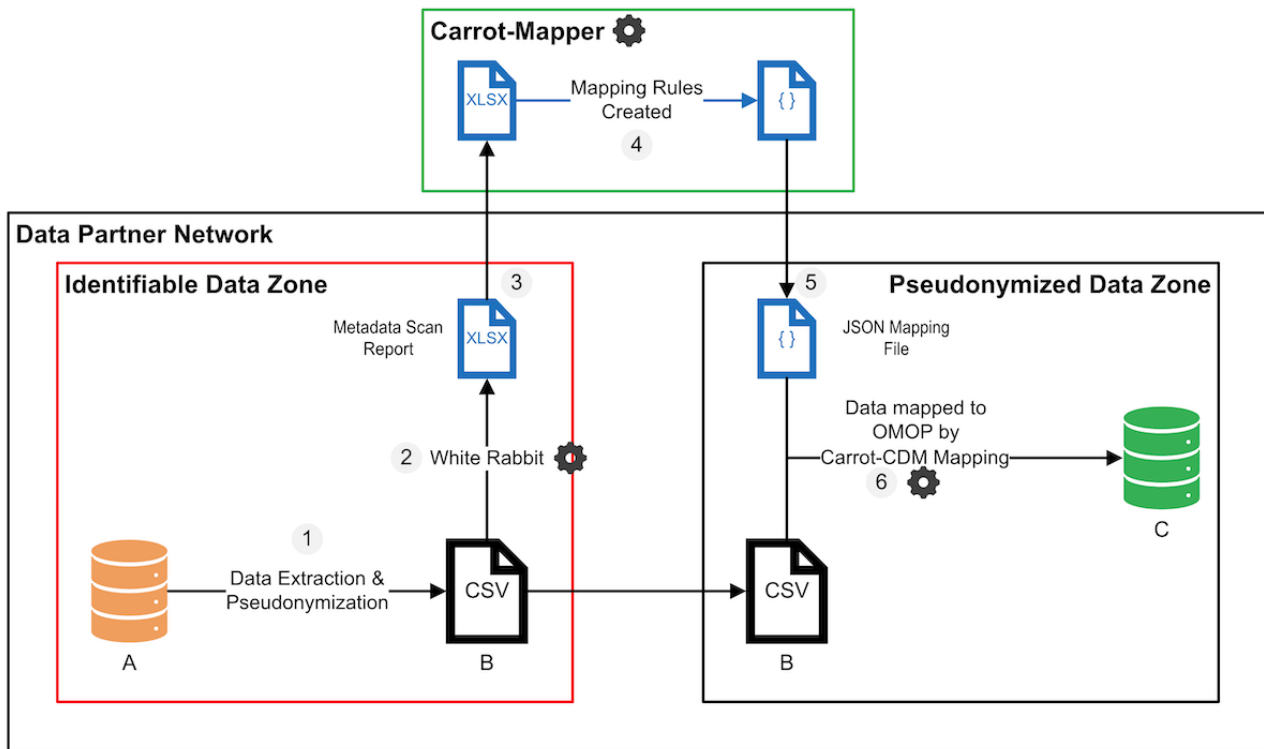 Carrot-Mapper
XLSX
Mapping Rules
Created
4
{ }
Data Partner Network
Identifiable Data Zone
3
Metadata Scan
Report
XLSX
2
White Rabbit
1
Data Extraction &
Pseudonymization
A
CSV
B
Pseudonymized Data Zone
5
{ }
JSON Mapping
File
Data mapped to
OMOP by
Carrot-CDM Mapping
6
C
CSV
B